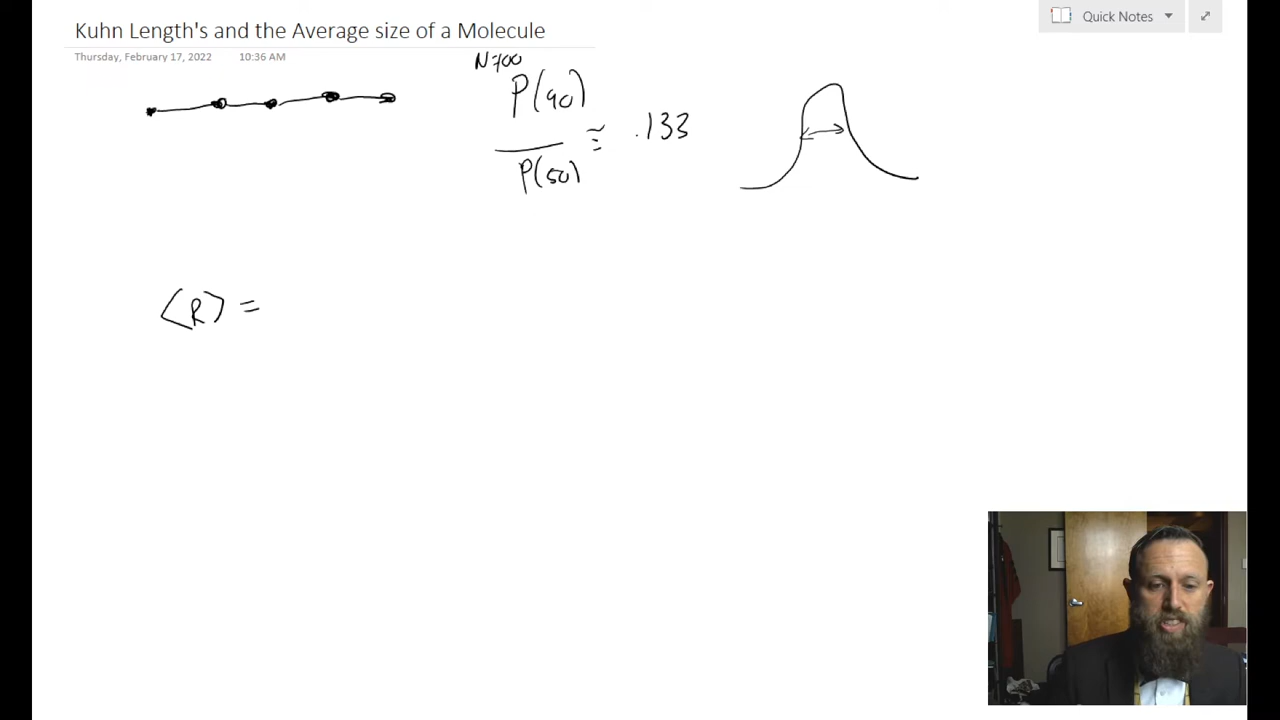 Kuhn Length's and the Average size of a Molecule
Thursday, February 17, 2022 10:36 AM
Quick Notes
N=100
P(40)
P(50)
≅ .133
⟨R⟩ =